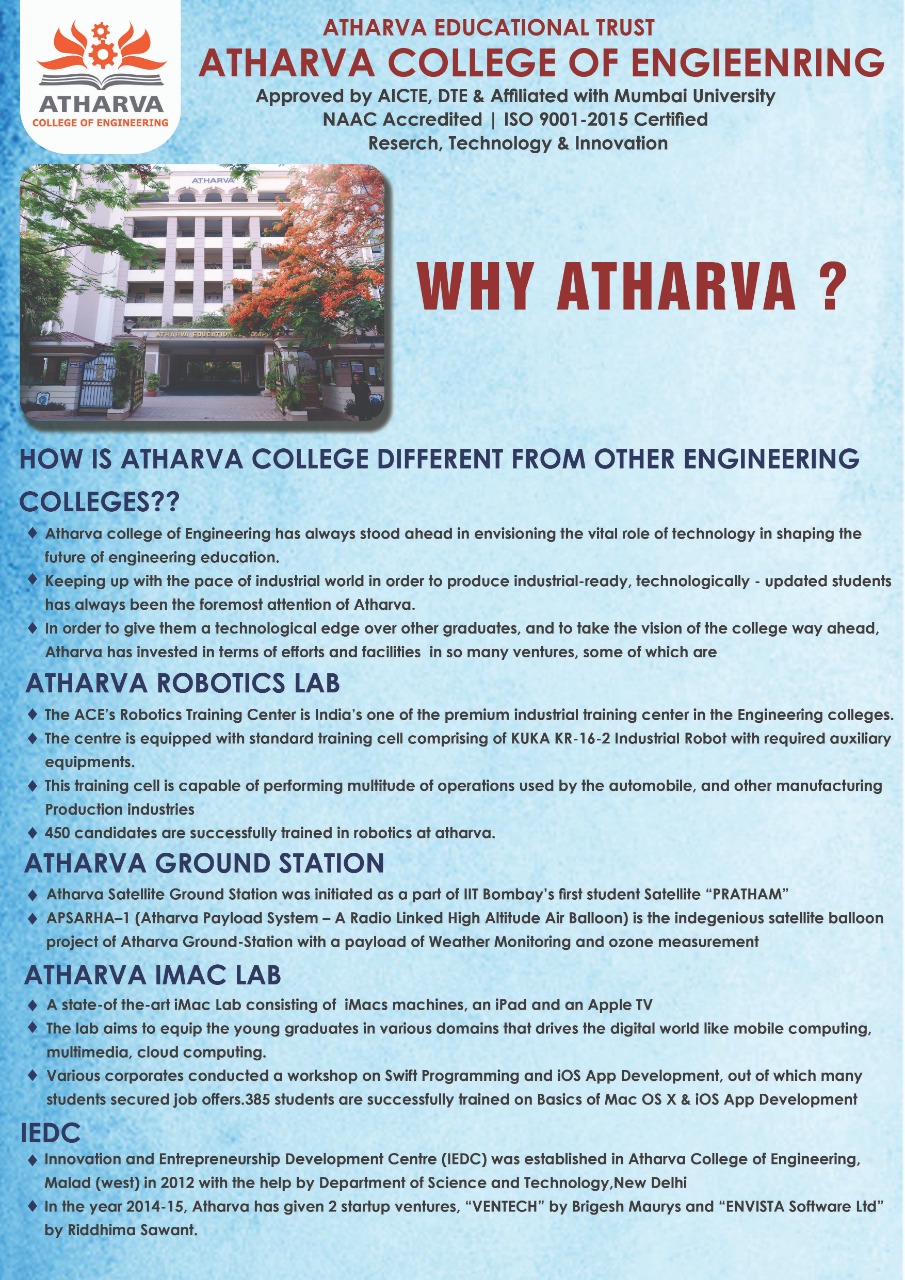 ATHARVA
COLLEGE OF ENGINEERING
ATHARVA EDUCATIONAL TRUST
ATHARVA COLLEGE OF ENGIEENRING
Approved by AICTE, DTE & Affiliated with Mumbai University
NAAC Accredited | ISO 9001-2015 Certified
Reserch, Technology & Innovation
ATHARVA
ATHARVA EDUCATIONAL
WHY ATHARVA ?
HOW IS ATHARVA COLLEGE DIFFERENT FROM OTHER ENGINEERING
COLLEGES??
♦ Atharva college of Engineering has always stood ahead in envisioning the vital role of technology in shaping the
future of engineering education.
♦ Keeping up with the pace of industrial world in order to produce industrial-ready, technologically - updated students
has always been the foremost attention of Atharva.
♦ In order to give them a technological edge over other graduates, and to take the vision of the college way ahead,
Atharva has invested in terms of efforts and facilities in so many ventures, some of which are
ATHARVA ROBOTICS LAB
♦ The ACE's Robotics Training Center is India's one of the premium industrial training center in the Engineering colleges.
♦ The centre is equipped with standard training cell comprising of KUKA KR-16-2 Industrial Robot with required auxiliary
equipments.
♦ This training cell is capable of performing multitude of operations used by the automobile, and other manufacturing
Production industries
♦ 450 candidates are successfully trained in robotics at atharva.
ATHARVA GROUND STATION
♦ Atharva Satellite Ground Station was initiated as a part of IIT Bombay's first student Satellite “PRATHAM”
♦ APSARHA–1 (Atharva Payload System – A Radio Linked High Altitude Air Balloon) is the indegenious satellite balloon
project of Atharva Ground-Station with a payload of Weather Monitoring and ozone measurement
ATHARVA IMAC LAB
♦ A state-of the-art iMac Lab consisting of iMacs machines, an iPad and an Apple TV
♦ The lab aims to equip the young graduates in various domains that drives the digital world like mobile computing,
multimedia, cloud computing.
♦ Various corporates conducted a workshop on Swift Programming and iOS App Development, out of which many
students secured job offers.385 students are successfully trained on Basics of Mac OS X & iOS App Development
IEDC
♦ Innovation and Entrepreneurship Development Centre (IEDC) was established in Atharva College of Engineering,
Malad (west) in 2012 with the help by Department of Science and Technology,New Delhi
♦ In the year 2014-15, Atharva has given 2 startup ventures, “VENTECH” by Brigesh Maurys and “ENVISTA Software Ltd”
by Riddhima Sawant.